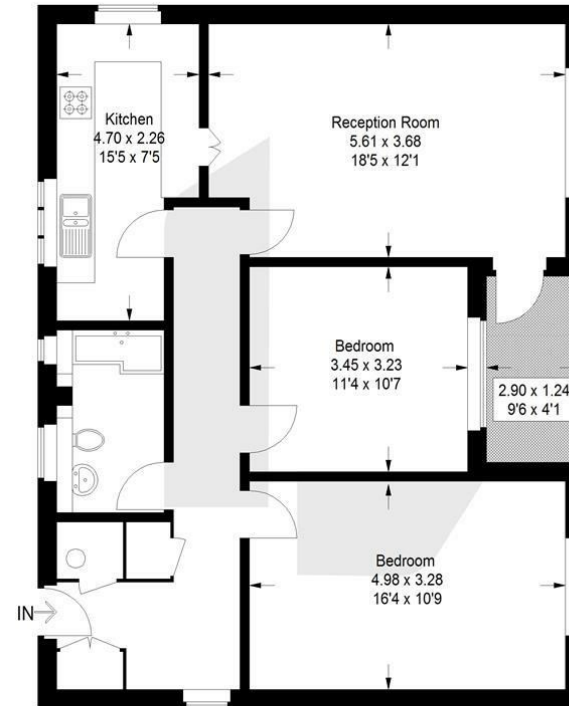 Kitchen
4.70 x 2.26
15'5 x 7'5
Reception Room
5.61 x 3.68
18'5 x 12'1
Bedroom
3.45 x 3.23
11'4 x 10'7
2.90 x 1.24
9'6 x 4'1
Bedroom
4.98 x 3.28
16'4 x 10'9
IN